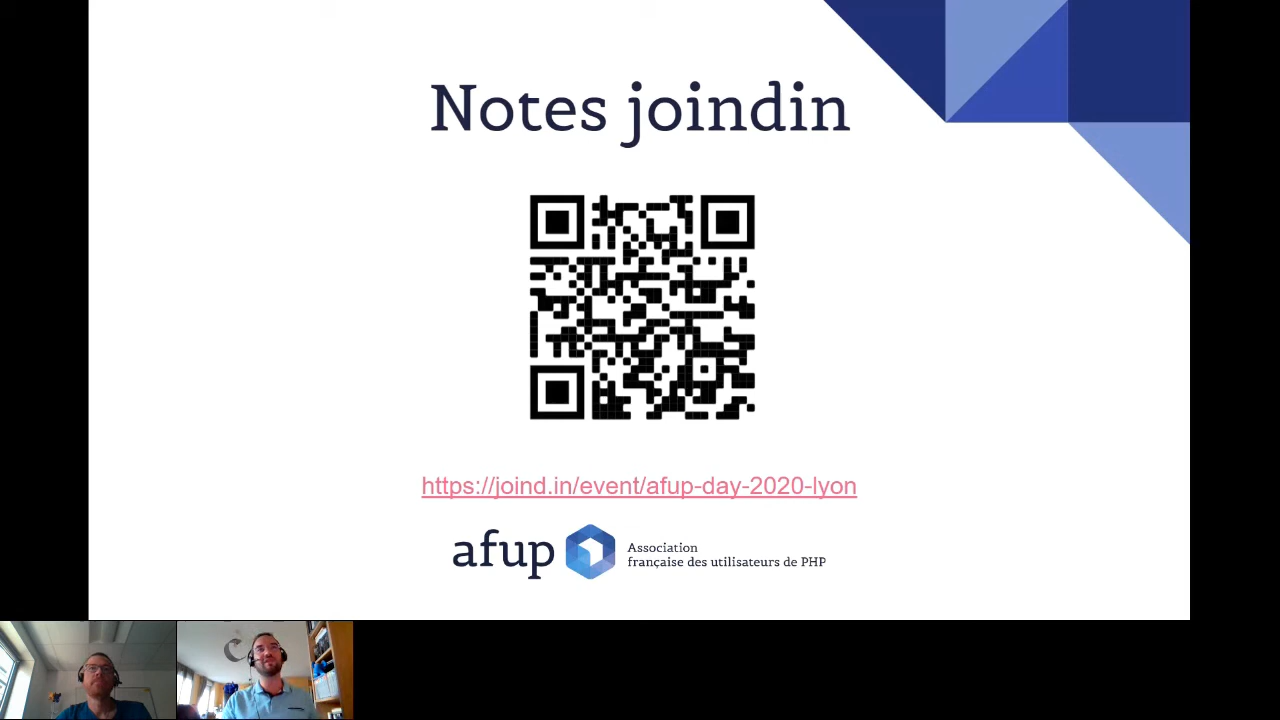 Notes joindin
https://joind.in/event/afup-day-2020-lyon
afup
Association
française des utilisateurs de PHP